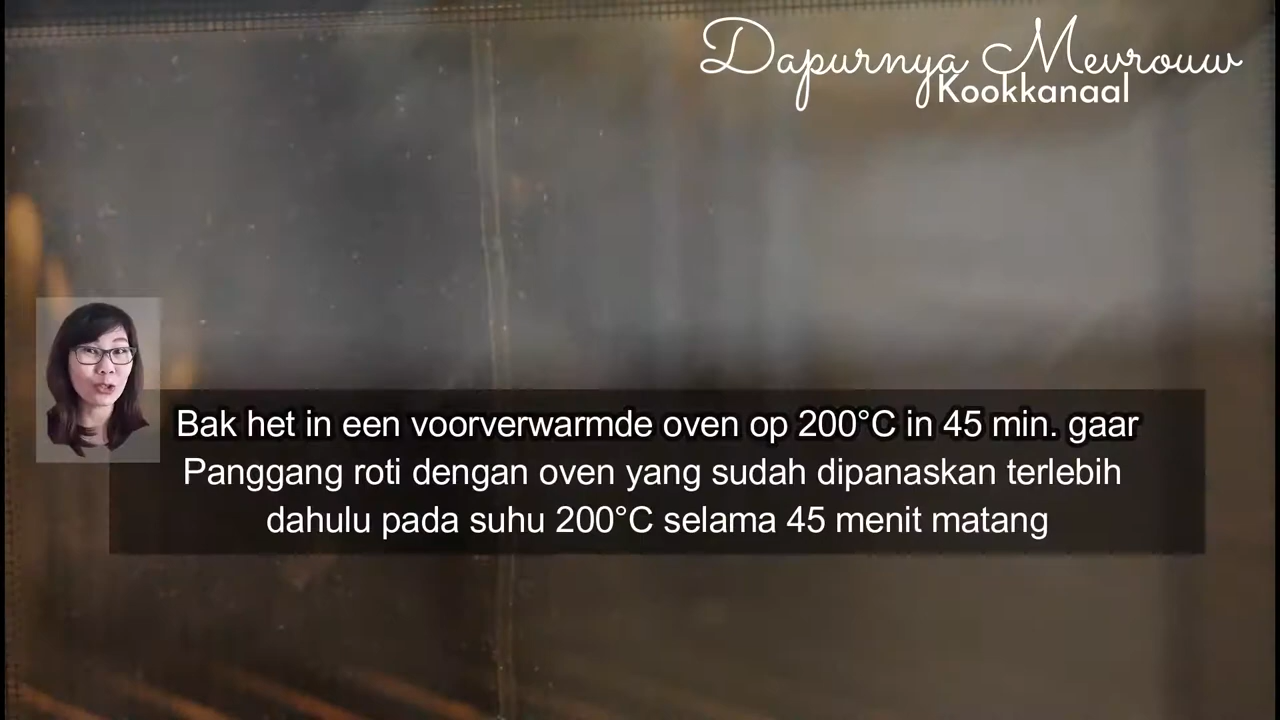 Dapurnya Mevrouw
Kookkanaal
Bak het in een voorverwarmde oven op 200°C in 45 min. gaar
Panggang roti dengan oven yang sudah dipanaskan terlebih
dahulu pada suhu 200°C selama 45 menit matang